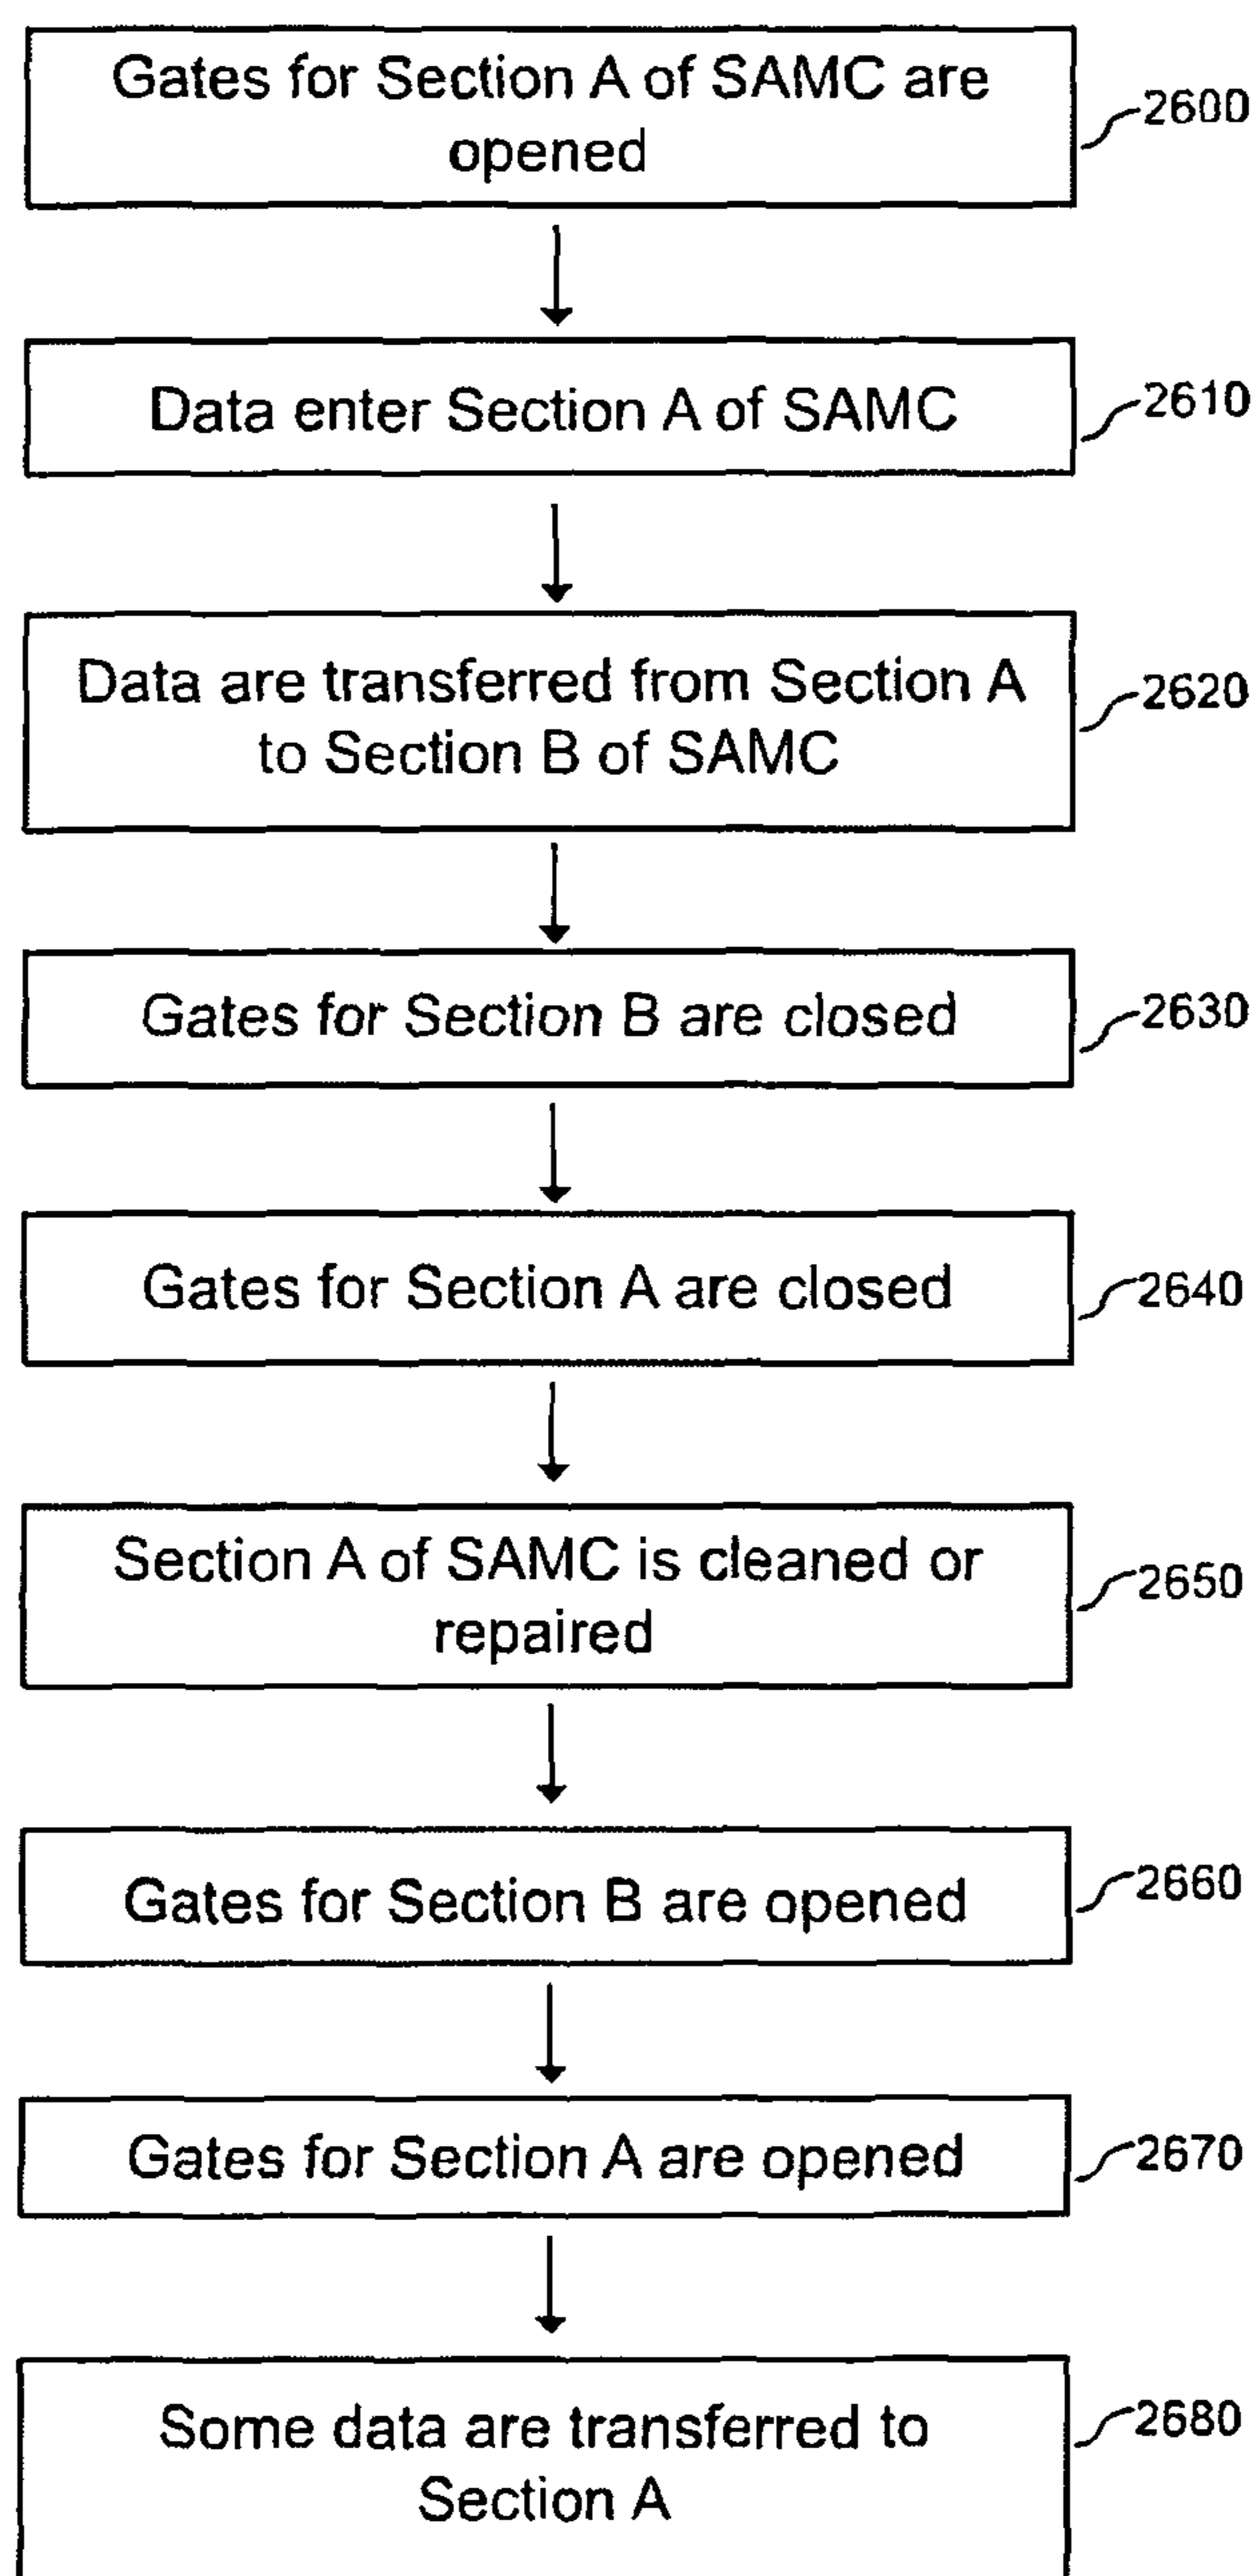 Gates for Section A of SAMC are
opened
2600
Data enter Section A of SAMC
2610
Data are transferred from Section A
to Section B of SAMC
2620
Gates for Section B are closed
2630
Gates for Section A are closed
2640
Section A of SAMC is cleaned or
repaired
2650
Gates for Section B are opened
2660
Gates for Section A are opened
2670
Some data are transferred to
Section A
2680